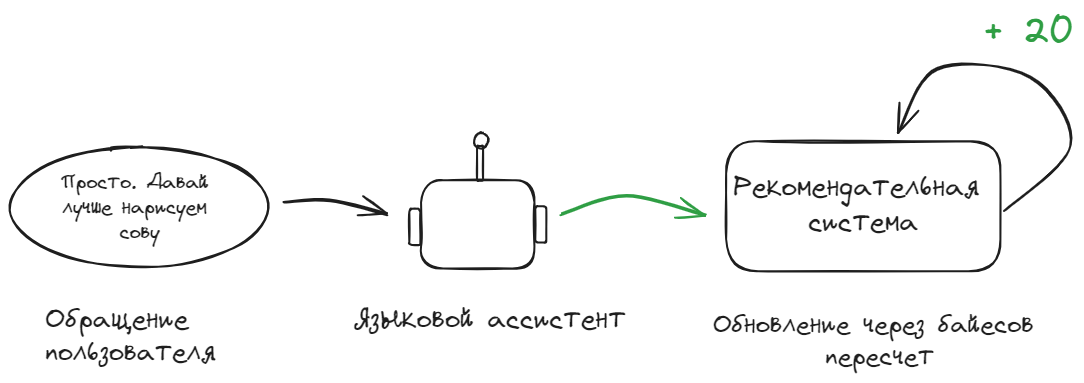 + 20
Просто. Давай
лучше нарисуем
сову
Рекомендательная
система
Обращение
пользователя
Языковой ассистент
Обновление через байесов
пересчет